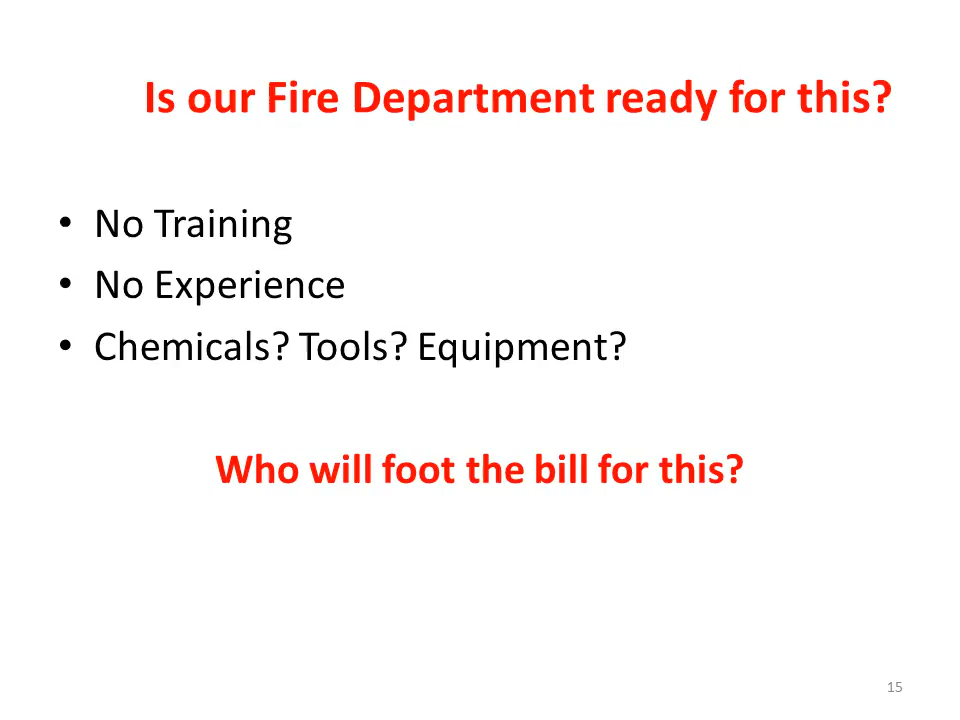 Is our Fire Department ready for this?
• No Training
• No Experience
• Chemicals? Tools? Equipment?
Who will foot the bill for this?
15